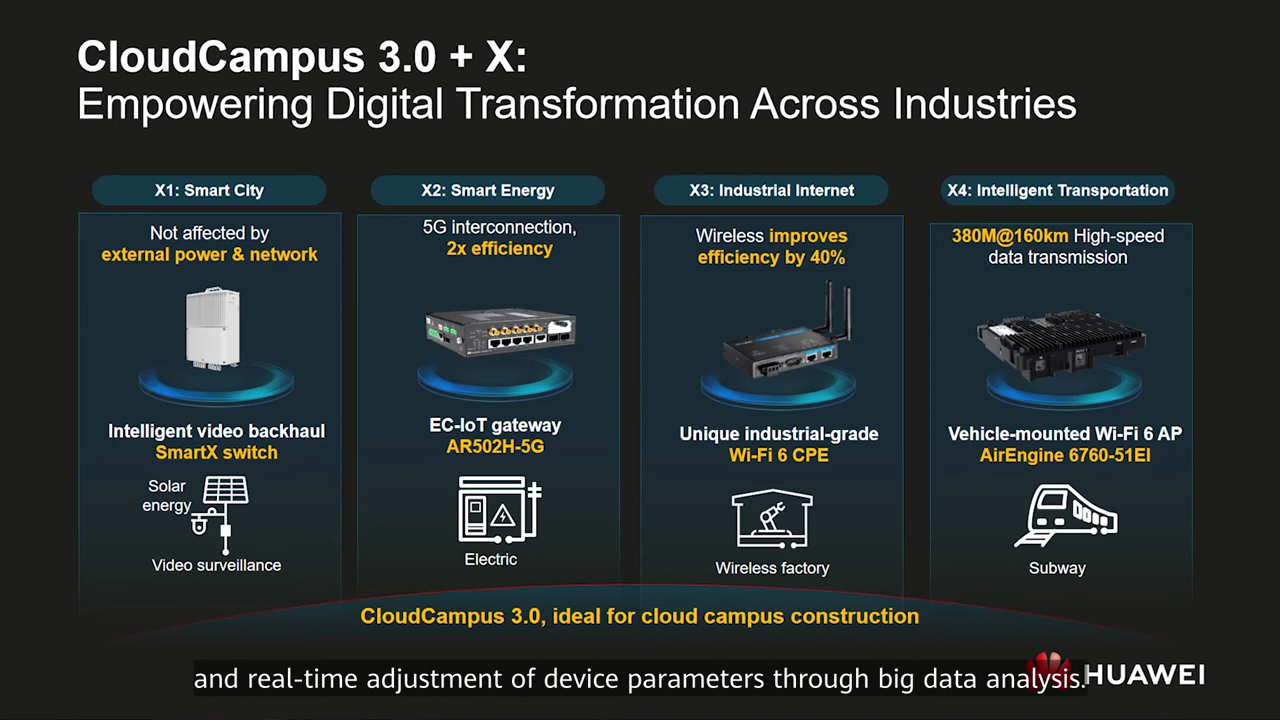 CloudCampus 3.0 + X:
Empowering Digital Transformation Across Industries
X1: Smart City
Not affected by
external power & network
Intelligent video backhaul
SmartX switch
Solar
energy
Video surveillance
X2: Smart Energy
5G interconnection,
2x efficiency
EC-IoT gateway
AR502H-5G
Electric
X3: Industrial Internet
Wireless improves
efficiency by 40%
Unique industrial-grade
Wi-Fi 6 CPE
Wireless factory
X4: Intelligent Transportation
380M@160km High-speed
data transmission
Vehicle-mounted Wi-Fi 6 AP
AirEngine 6760-51EI
Subway
CloudCampus 3.0, ideal for cloud campus construction
and real-time adjustment of device parameters through big data analysis.
HUAWEI